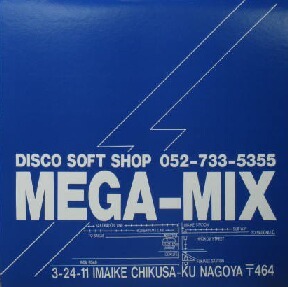 DISCO SOFT SHOP 052-733-5355
MEGA-MIX
3-24-11 IMAIKE CHIKUSA-KU NAGOYA 〒464